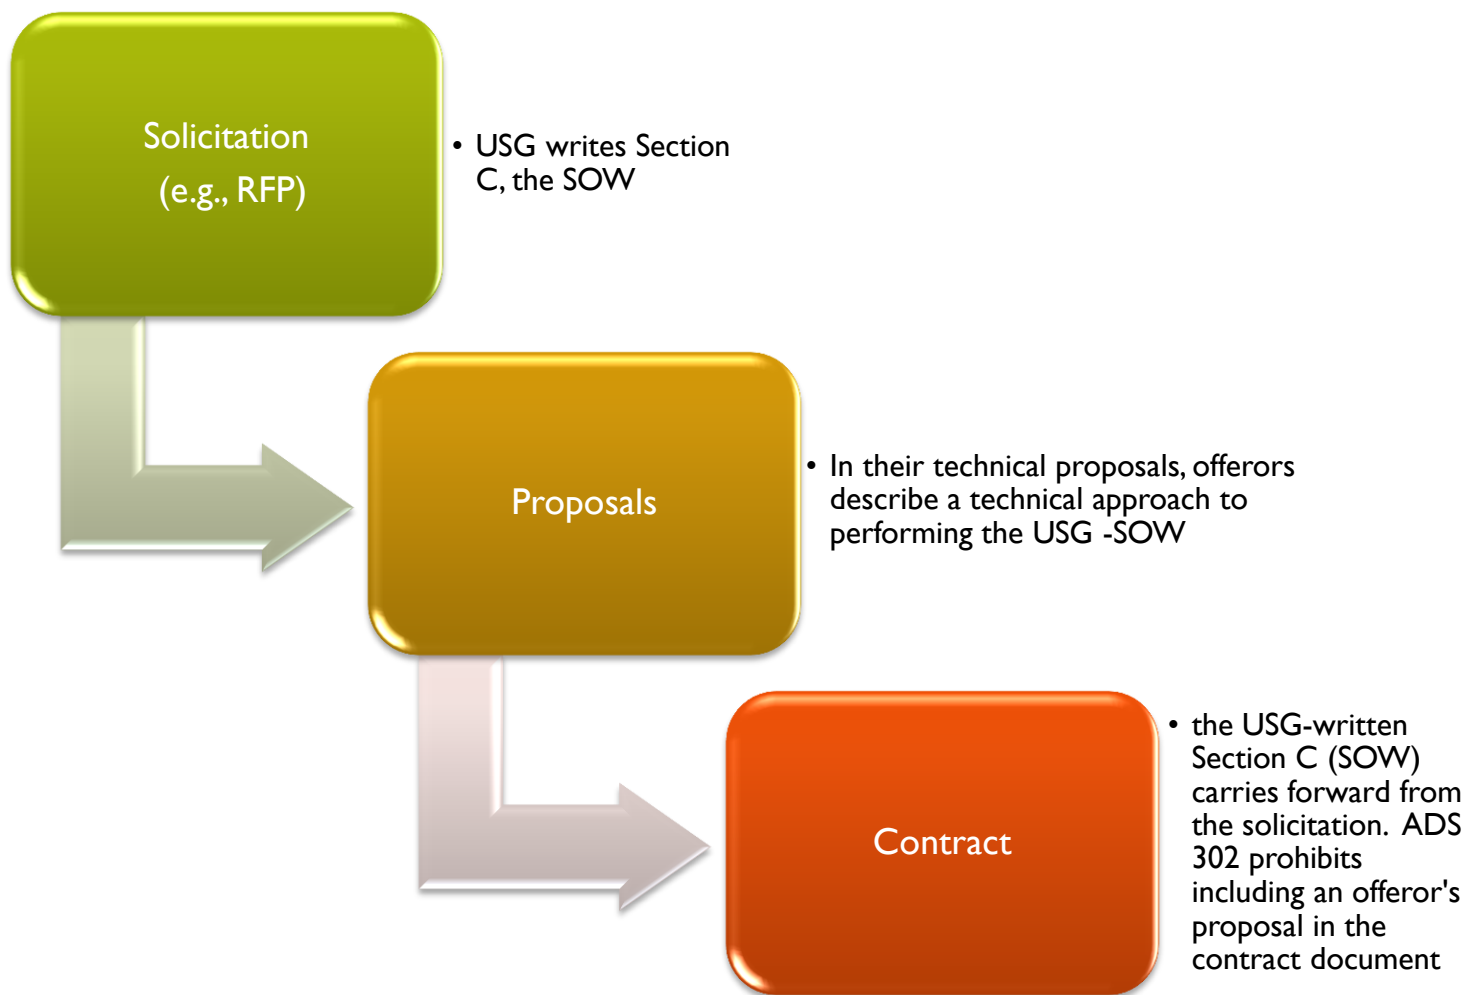 Solicitation
(e.g., RFP)
• USG writes Section
C, the SOW
Proposals
• In their technical proposals, offerors
describe a technical approach to
performing the USG -SOW
Contract
• the USG-written
Section C (SOW)
carries forward from
the solicitation.  ADS
302 prohibits
including an offeror's
proposal in the
contract document